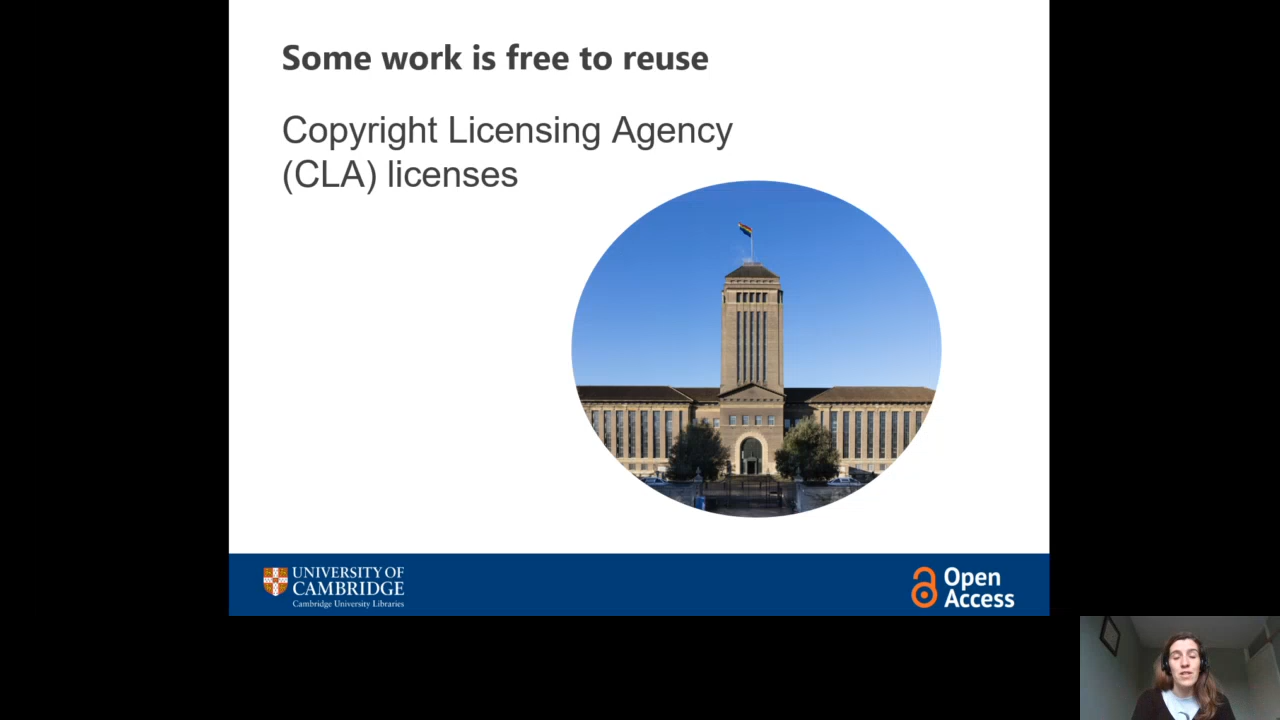 Some work is free to reuse
Copyright Licensing Agency
(CLA) licenses
UNIVERSITY OF
CAMBRIDGE
Cambridge University Libraries
Open
Access